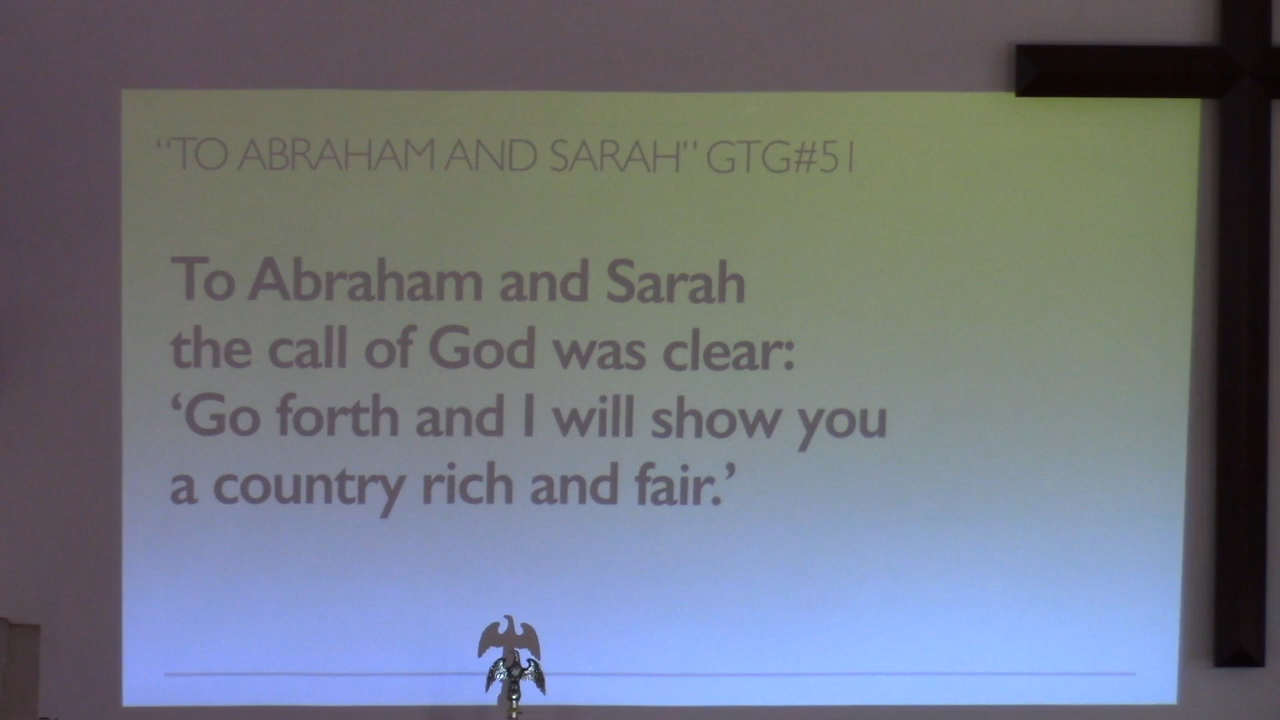 “TO ABRAHAM AND SARAH” GTG#51
To Abraham and Sarah
the call of God was clear:
‘Go forth and I will show you
a country rich and fair.’